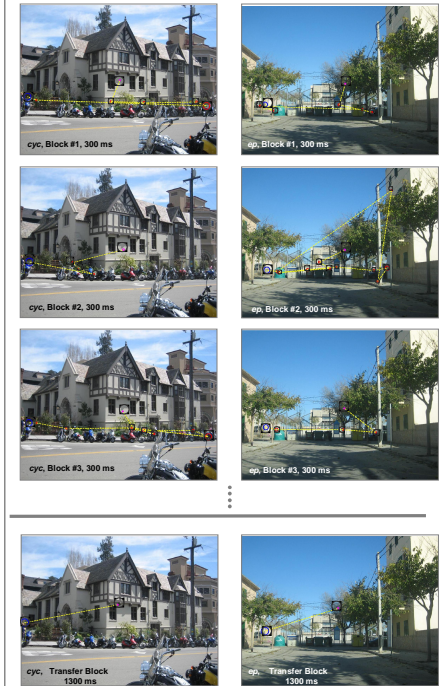 cyc, Block #1, 300 ms
ep, Block #1, 300 ms
cyc, Block #2, 300 ms
ep, Block #2, 300 ms
cyc, Block #3, 300 ms
ep, Block #3, 300 ms
cyc, Transfer Block
1300 ms
ep, Transfer Block
1300 ms